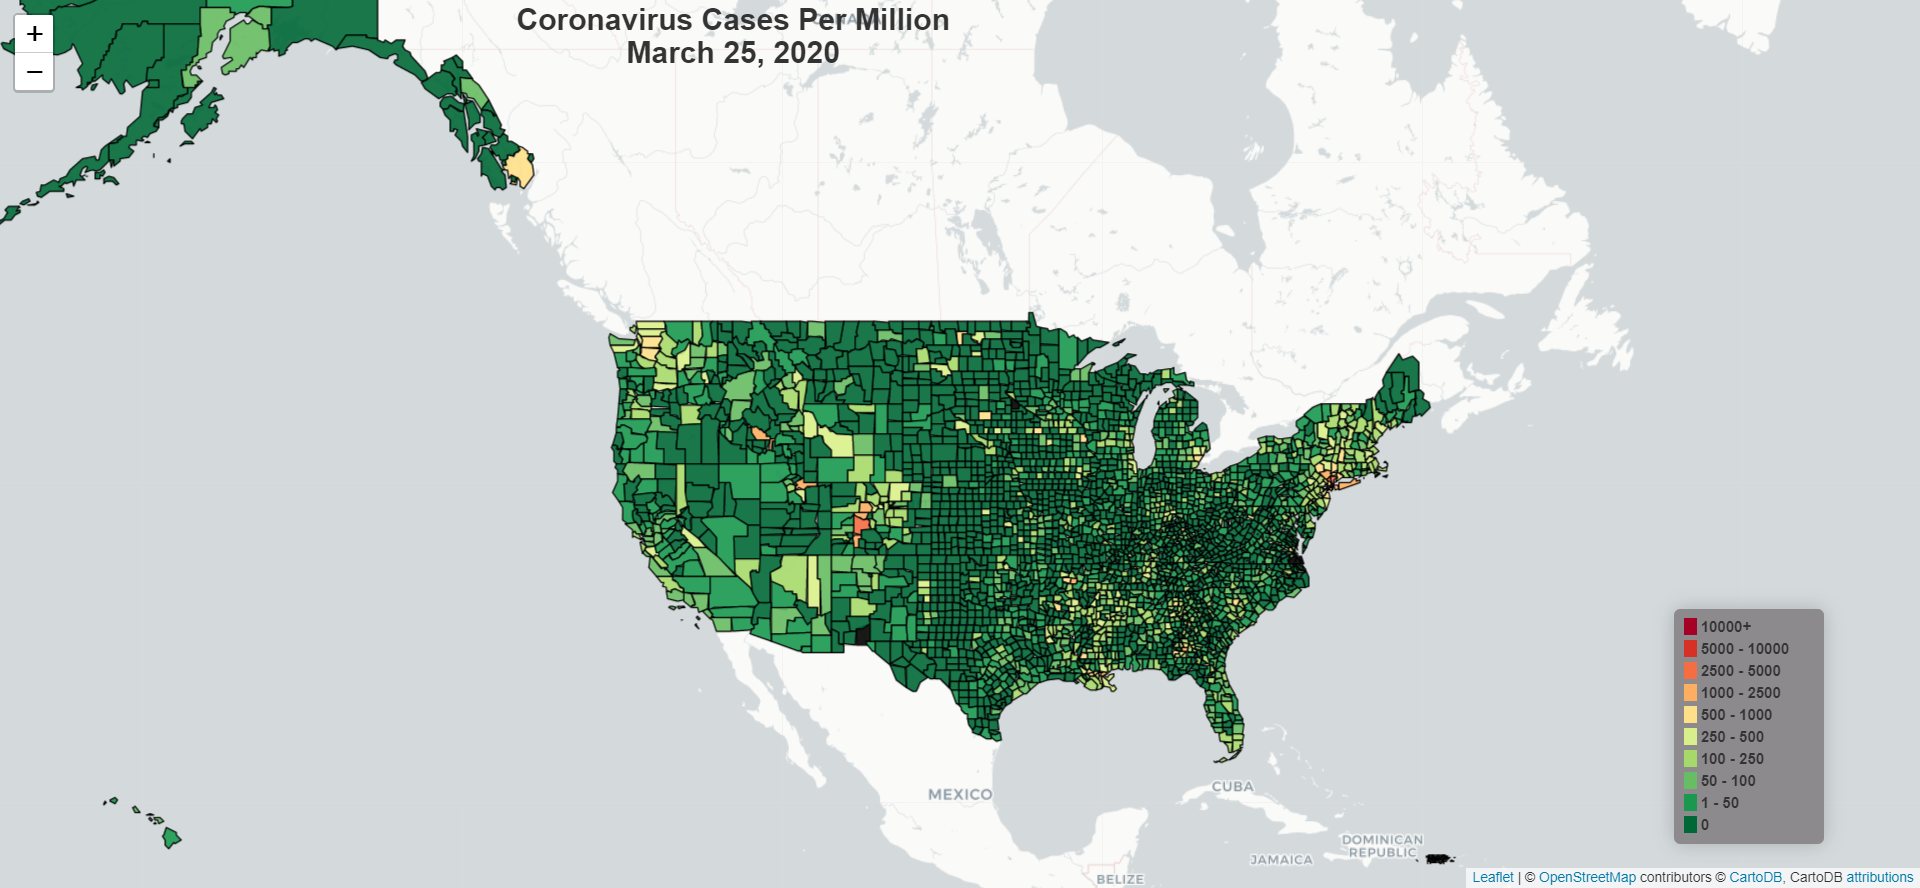 +
−
Coronavirus Cases Per Million
March 25, 2020
CANADA
MEXICO
CUBA
DOMINICAN
REPUBLIC
JAMAICA
BELIZE
10000+
5000 - 10000
2500 - 5000
1000 - 2500
500 - 1000
250 - 500
100 - 250
50 - 100
1 - 50
0
Leaflet | © OpenStreetMap contributors © CartoDB, CartoDB attributions